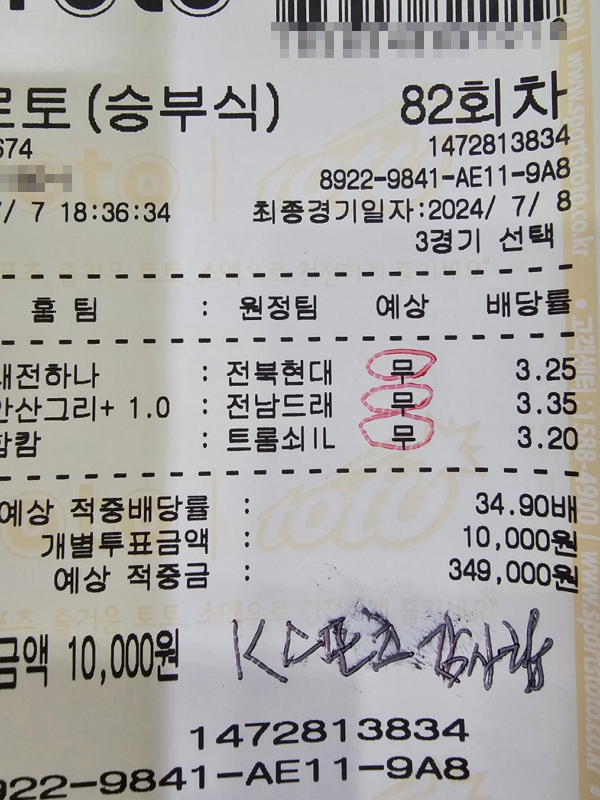 로토(승부식) 82회차
674 1472813834
8922-9841-AE11-9A8
/ 7 18:36:34 최종경기일자:2024/ 7/ 8
3경기 선택
홈 팀 : 원정팀 예상 배당률
대전하나 : 전북현대 무 3.25
안산그리+ 1.0 : 전남드래 무 3.35
함캄 : 트롬쇠IL 무 3.20
예상 적중배당률 : 34.90배
개별투표금액 : 10,000원
예상 적중금 : 349,000원
금액 10,000원
1472813834
922-9841-AE11-9A8
www.sportstoto.co.kr